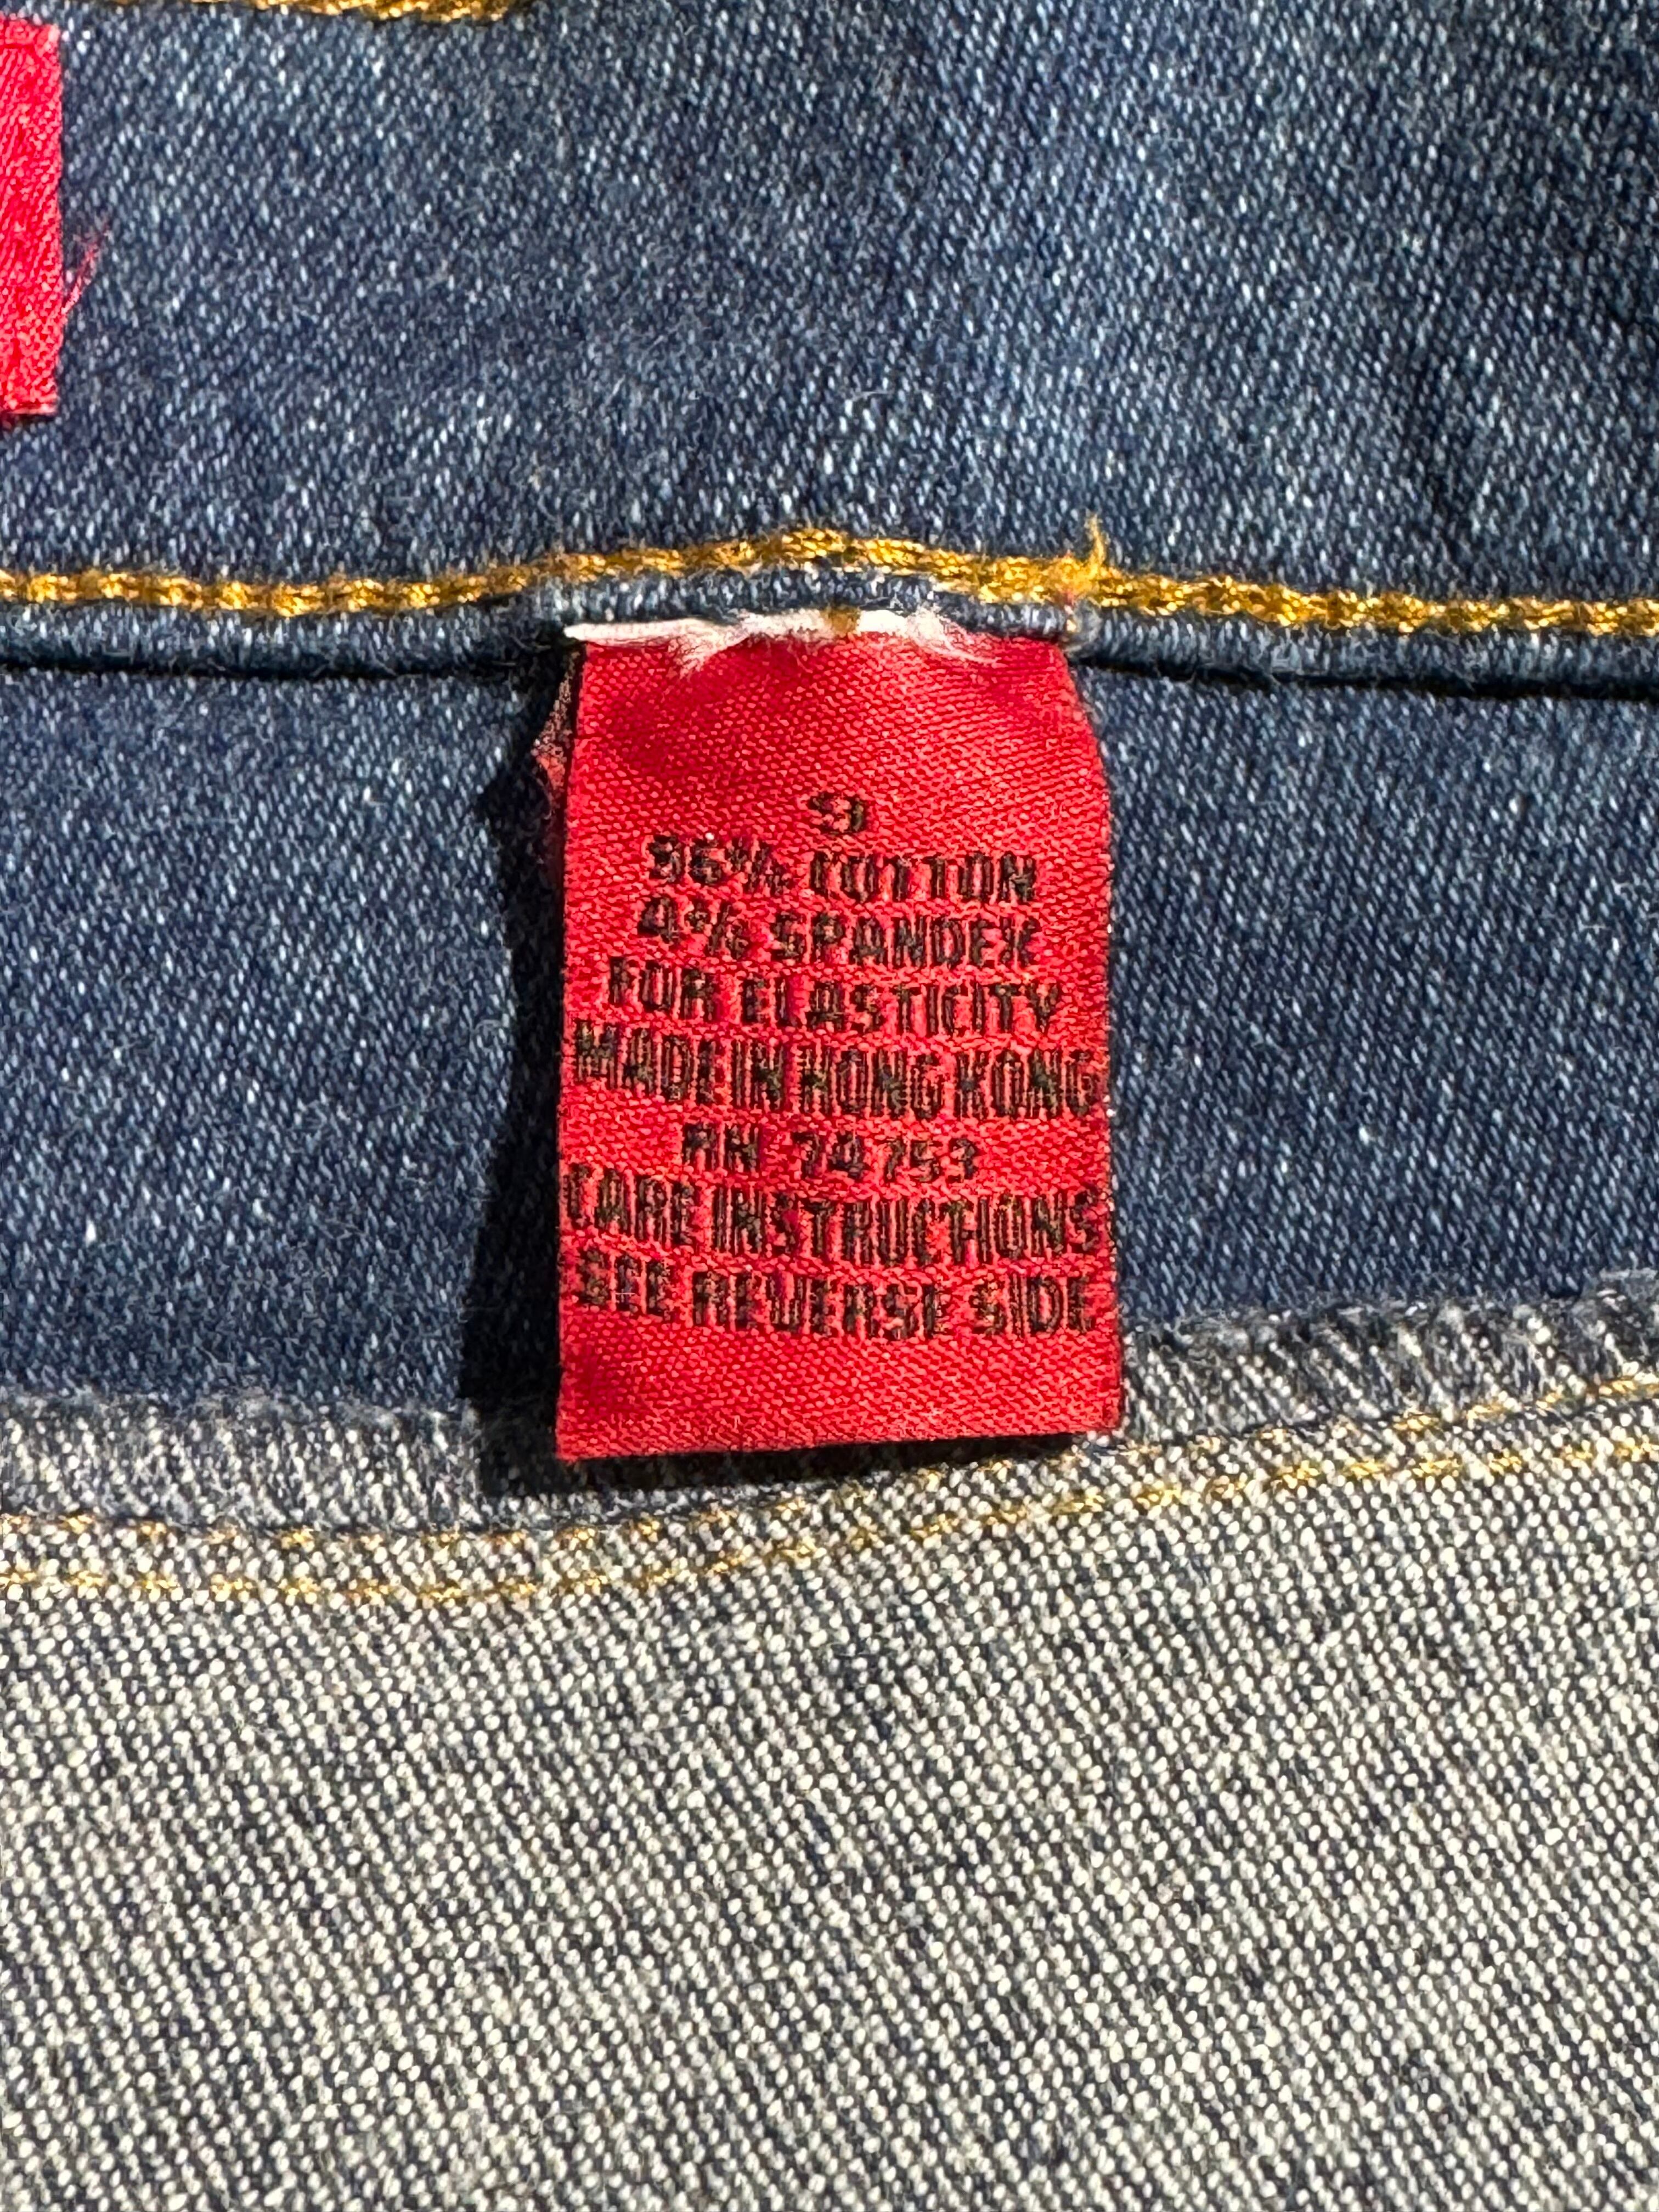 9
96% COTTON
4% SPANDEX
FOR ELASTICITY
MADE IN HONG KONG
RN 74753
CARE INSTRUCTIONS
SEE REVERSE SIDE